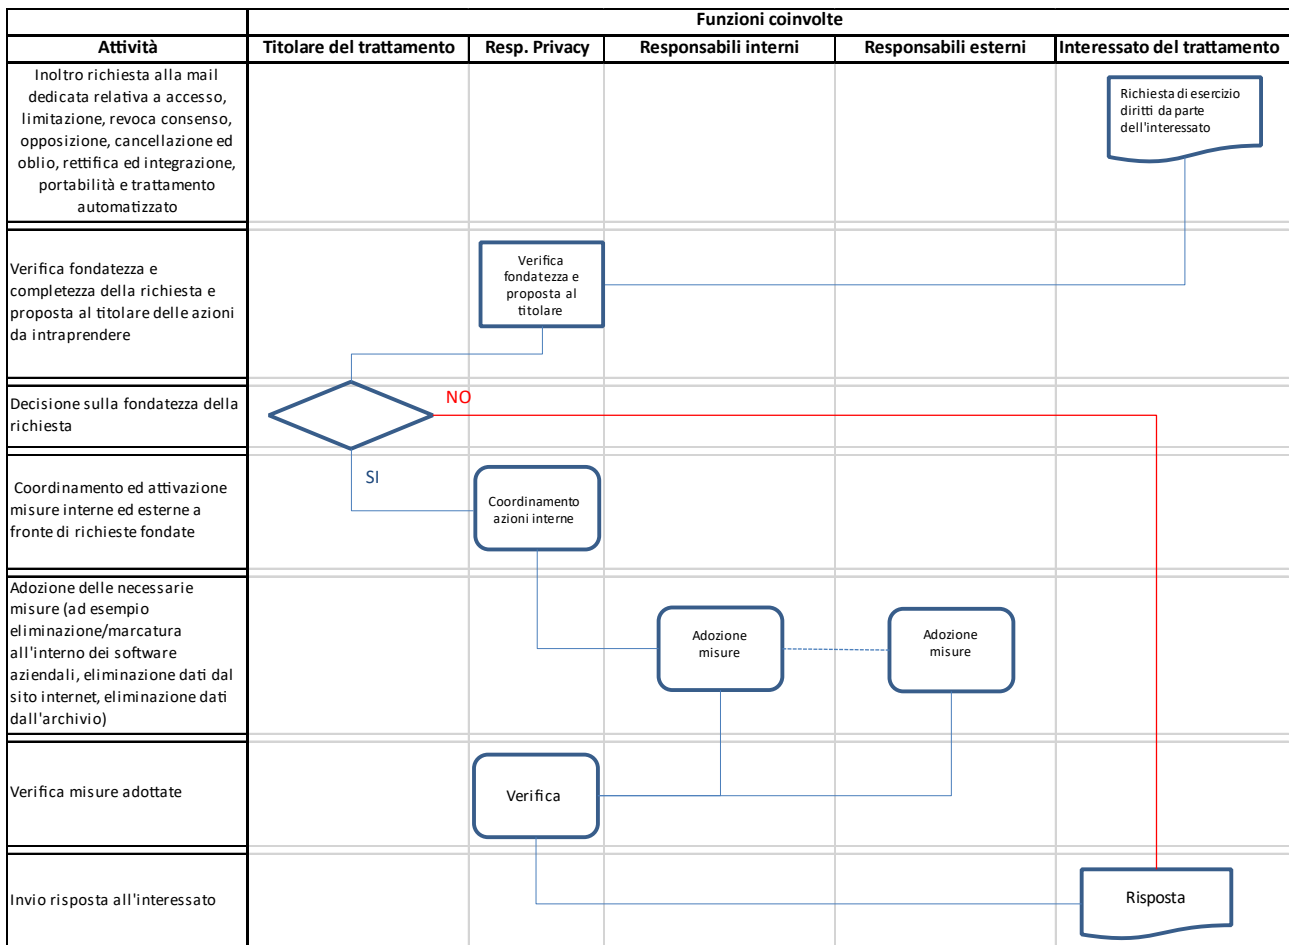 Funzioni coinvolte
Attività
Titolare del trattamento
Resp. Privacy
Responsabili interni
Responsabili esterni
Interessato del trattamento
Inoltro richiesta alla mail
dedicata relativa a accesso,
limitazione, revoca consenso,
opposizione, cancellazione ed
oblio, rettifica ed integrazione,
portabilità e trattamento
automatizzato
Richiesta di esercizio
diritti da parte
dell'interessato
Verifica fondatezza e
completezza della richiesta e
proposta al titolare delle azioni
da intraprendere
Verifica
fondatezza e
proposta al
titolare
Decisione sulla fondatezza della
richiesta
NO
SI
Coordinamento ed attivazione
misure interne ed esterne a
fronte di richieste fondate
Coordinamento
azioni interne
Adozione delle necessarie
misure (ad esempio
eliminazione/marcatura
all'interno dei software
aziendali, eliminazione dati dal
sito internet, eliminazione dati
dall'archivio)
Adozione
misure
Adozione
misure
Verifica misure adottate
Verifica
Invio risposta all'interessato
Risposta